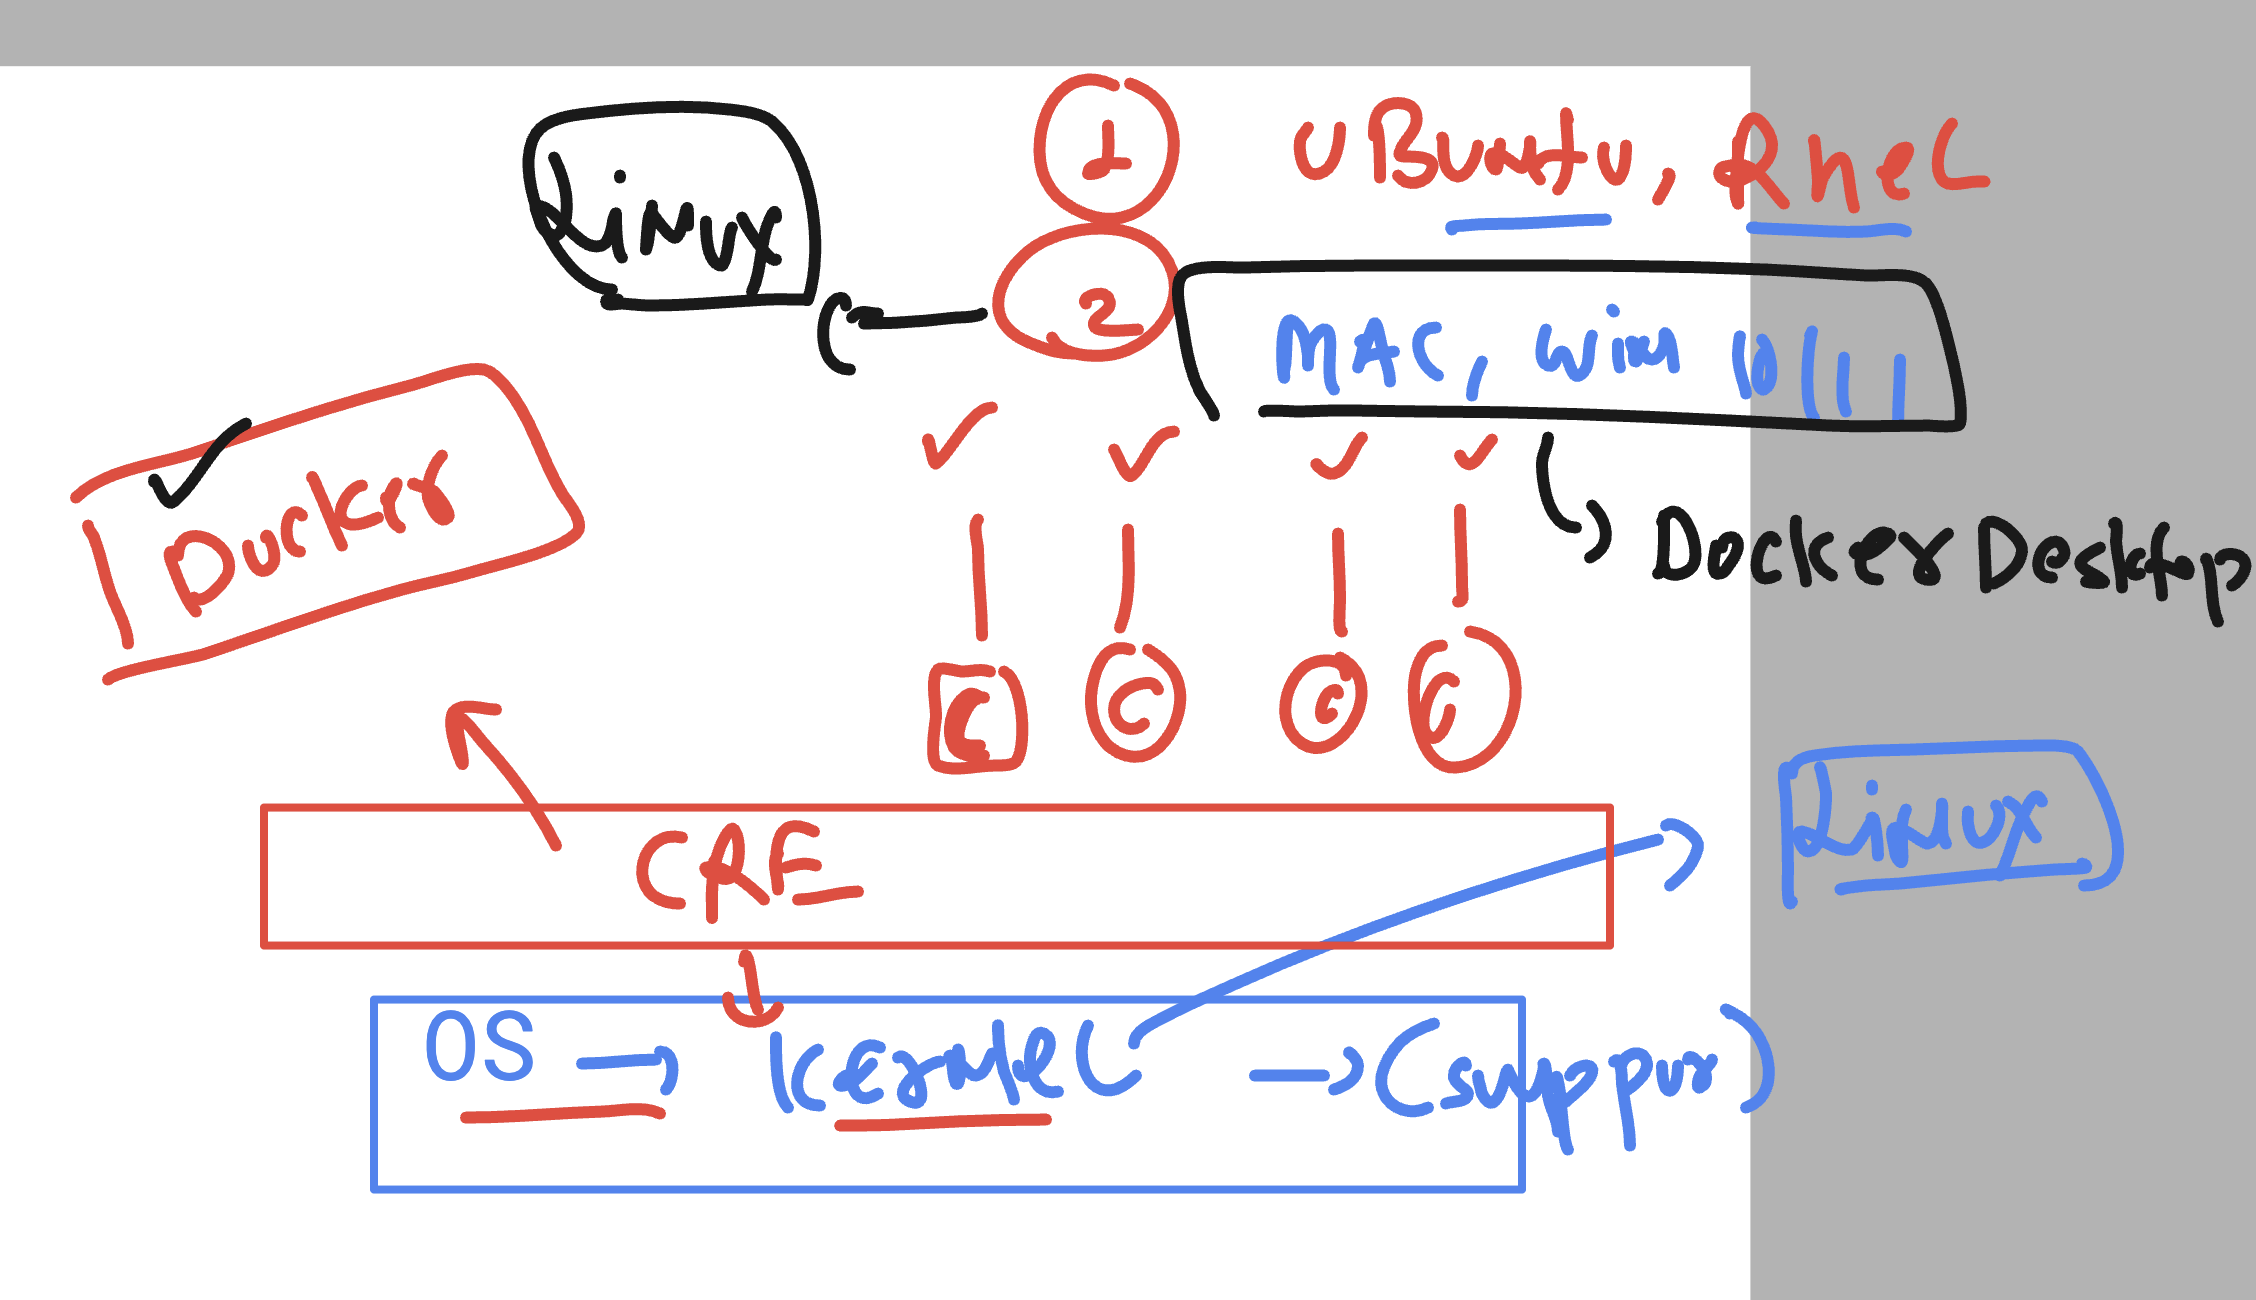 1 UBuntu, RheL
Linux
2 MAC, Win 10/11
Docker
Docker Desktop
C C C C
CRE
Linux
OS → Kernel → (suppor)